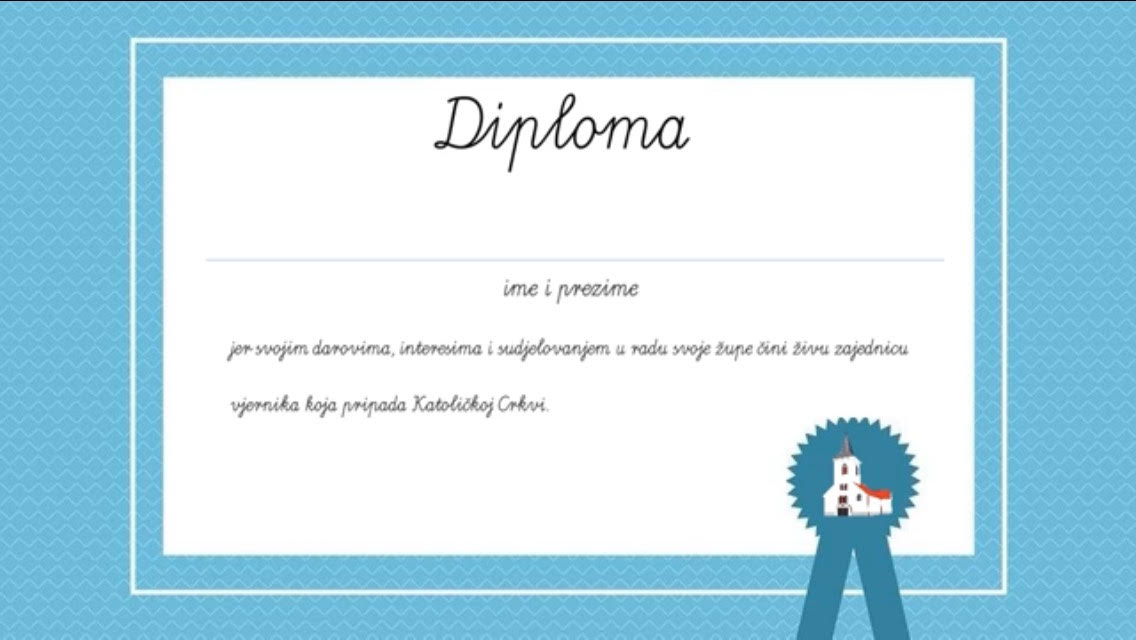 Diploma
ime i prezime
jer svojim darovima, interesima i sudjelovanjem u radu svoje župe čini živu zajednicu
vjernika koja pripada Katoličkoj Crkvi.